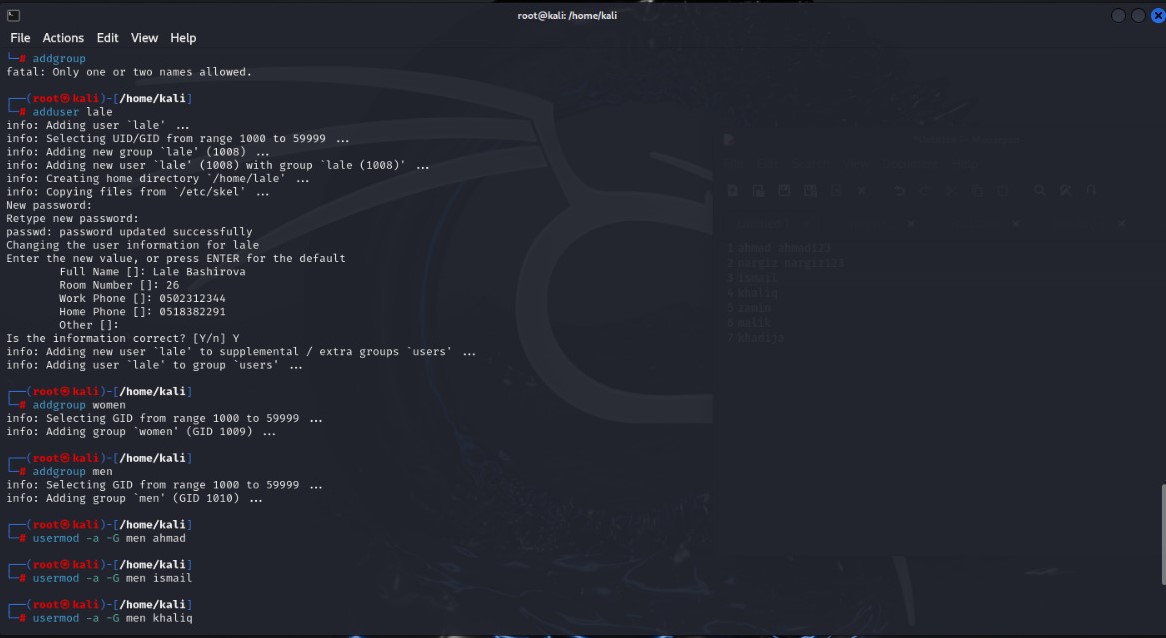 root@kali: /home/kali
File Actions Edit View Help
└─# addgroup
fatal: Only one or two names allowed.
┌──(root㉿kali)-[/home/kali]
└─# adduser lale
info: Adding user `lale' ...
info: Selecting UID/GID from range 1000 to 59999 ...
info: Adding new group `lale' (1008) ...
info: Adding new user `lale' (1008) with group `lale (1008)' ...
info: Creating home directory `/home/lale' ...
info: Copying files from `/etc/skel' ...
New password:
Retype new password:
passwd: password updated successfully
Changing the user information for lale
Enter the new value, or press ENTER for the default
Full Name []: Lale Bashirova
Room Number []: 26
Work Phone []: 0502312344
Home Phone []: 0518382291
Other []:
Is the information correct? [Y/n] Y
info: Adding new user `lale' to supplemental / extra groups `users' ...
info: Adding user `lale' to group `users' ...
┌──(root㉿kali)-[/home/kali]
└─# addgroup women
info: Selecting GID from range 1000 to 59999 ...
info: Adding group `women' (GID 1009) ...
┌──(root㉿kali)-[/home/kali]
└─# addgroup men
info: Selecting GID from range 1000 to 59999 ...
info: Adding group `men' (GID 1010) ...
┌──(root㉿kali)-[/home/kali]
└─# usermod -a -G men ahmad
┌──(root㉿kali)-[/home/kali]
└─# usermod -a -G men ismail
┌──(root㉿kali)-[/home/kali]
└─# usermod -a -G men khaliq
1 ahmad ahmad123
2 nargiz nargiz123
3 ismail
4 khaliq
7 khadija